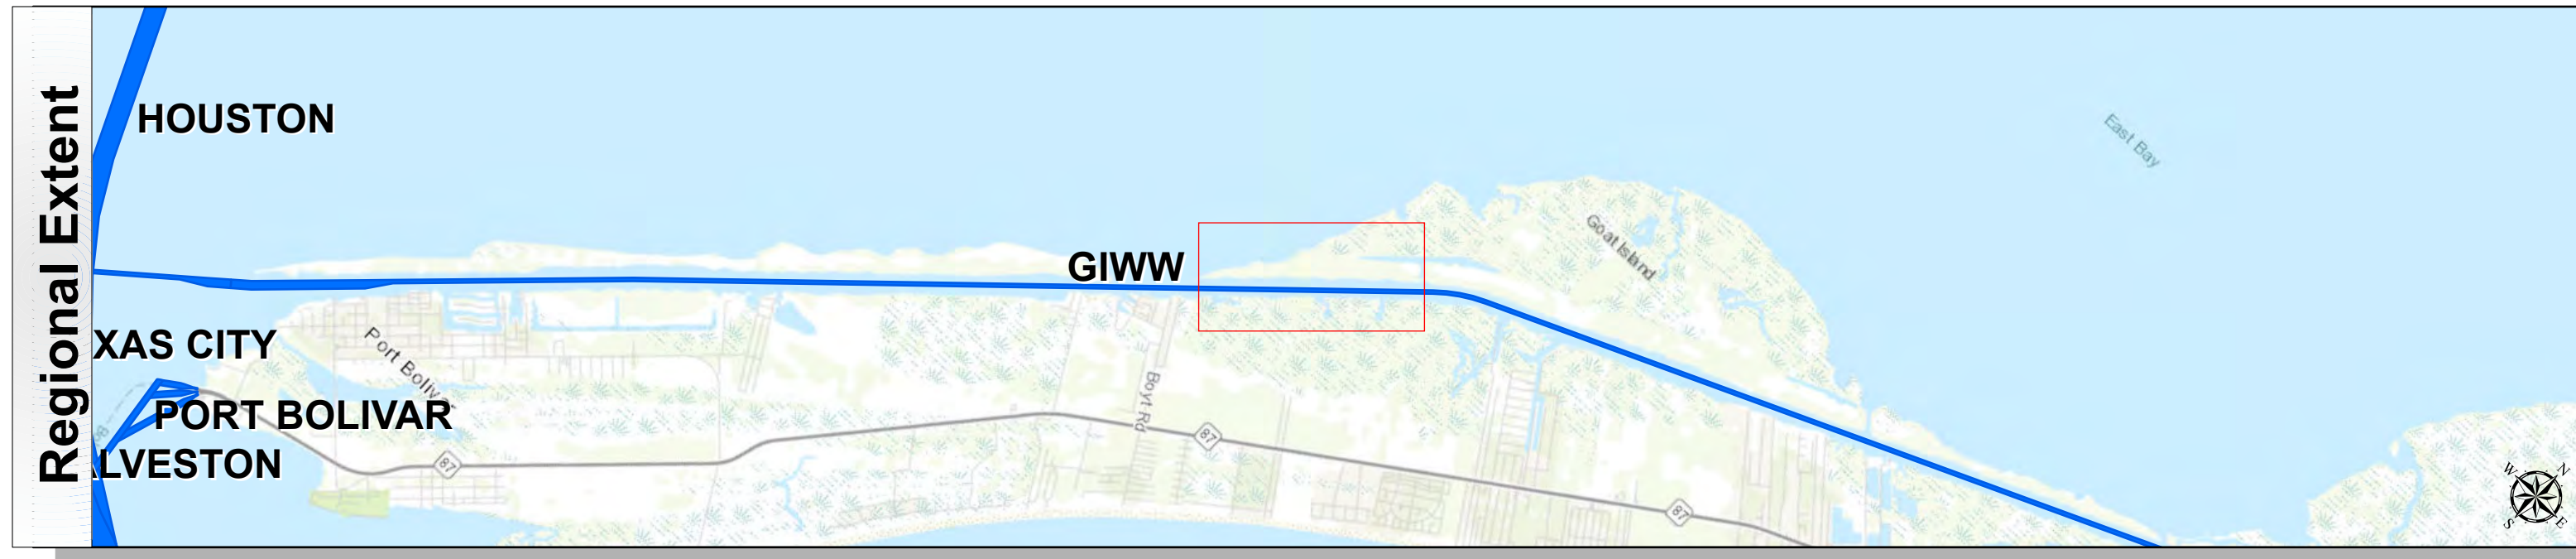 Regional Extent
HOUSTON
East Bay
Goat Island
GIWW
XAS CITY
Port Bolivar
PORT BOLIVAR
Boyt Rd
87
87
ALVESTON
87
W
N
S
E